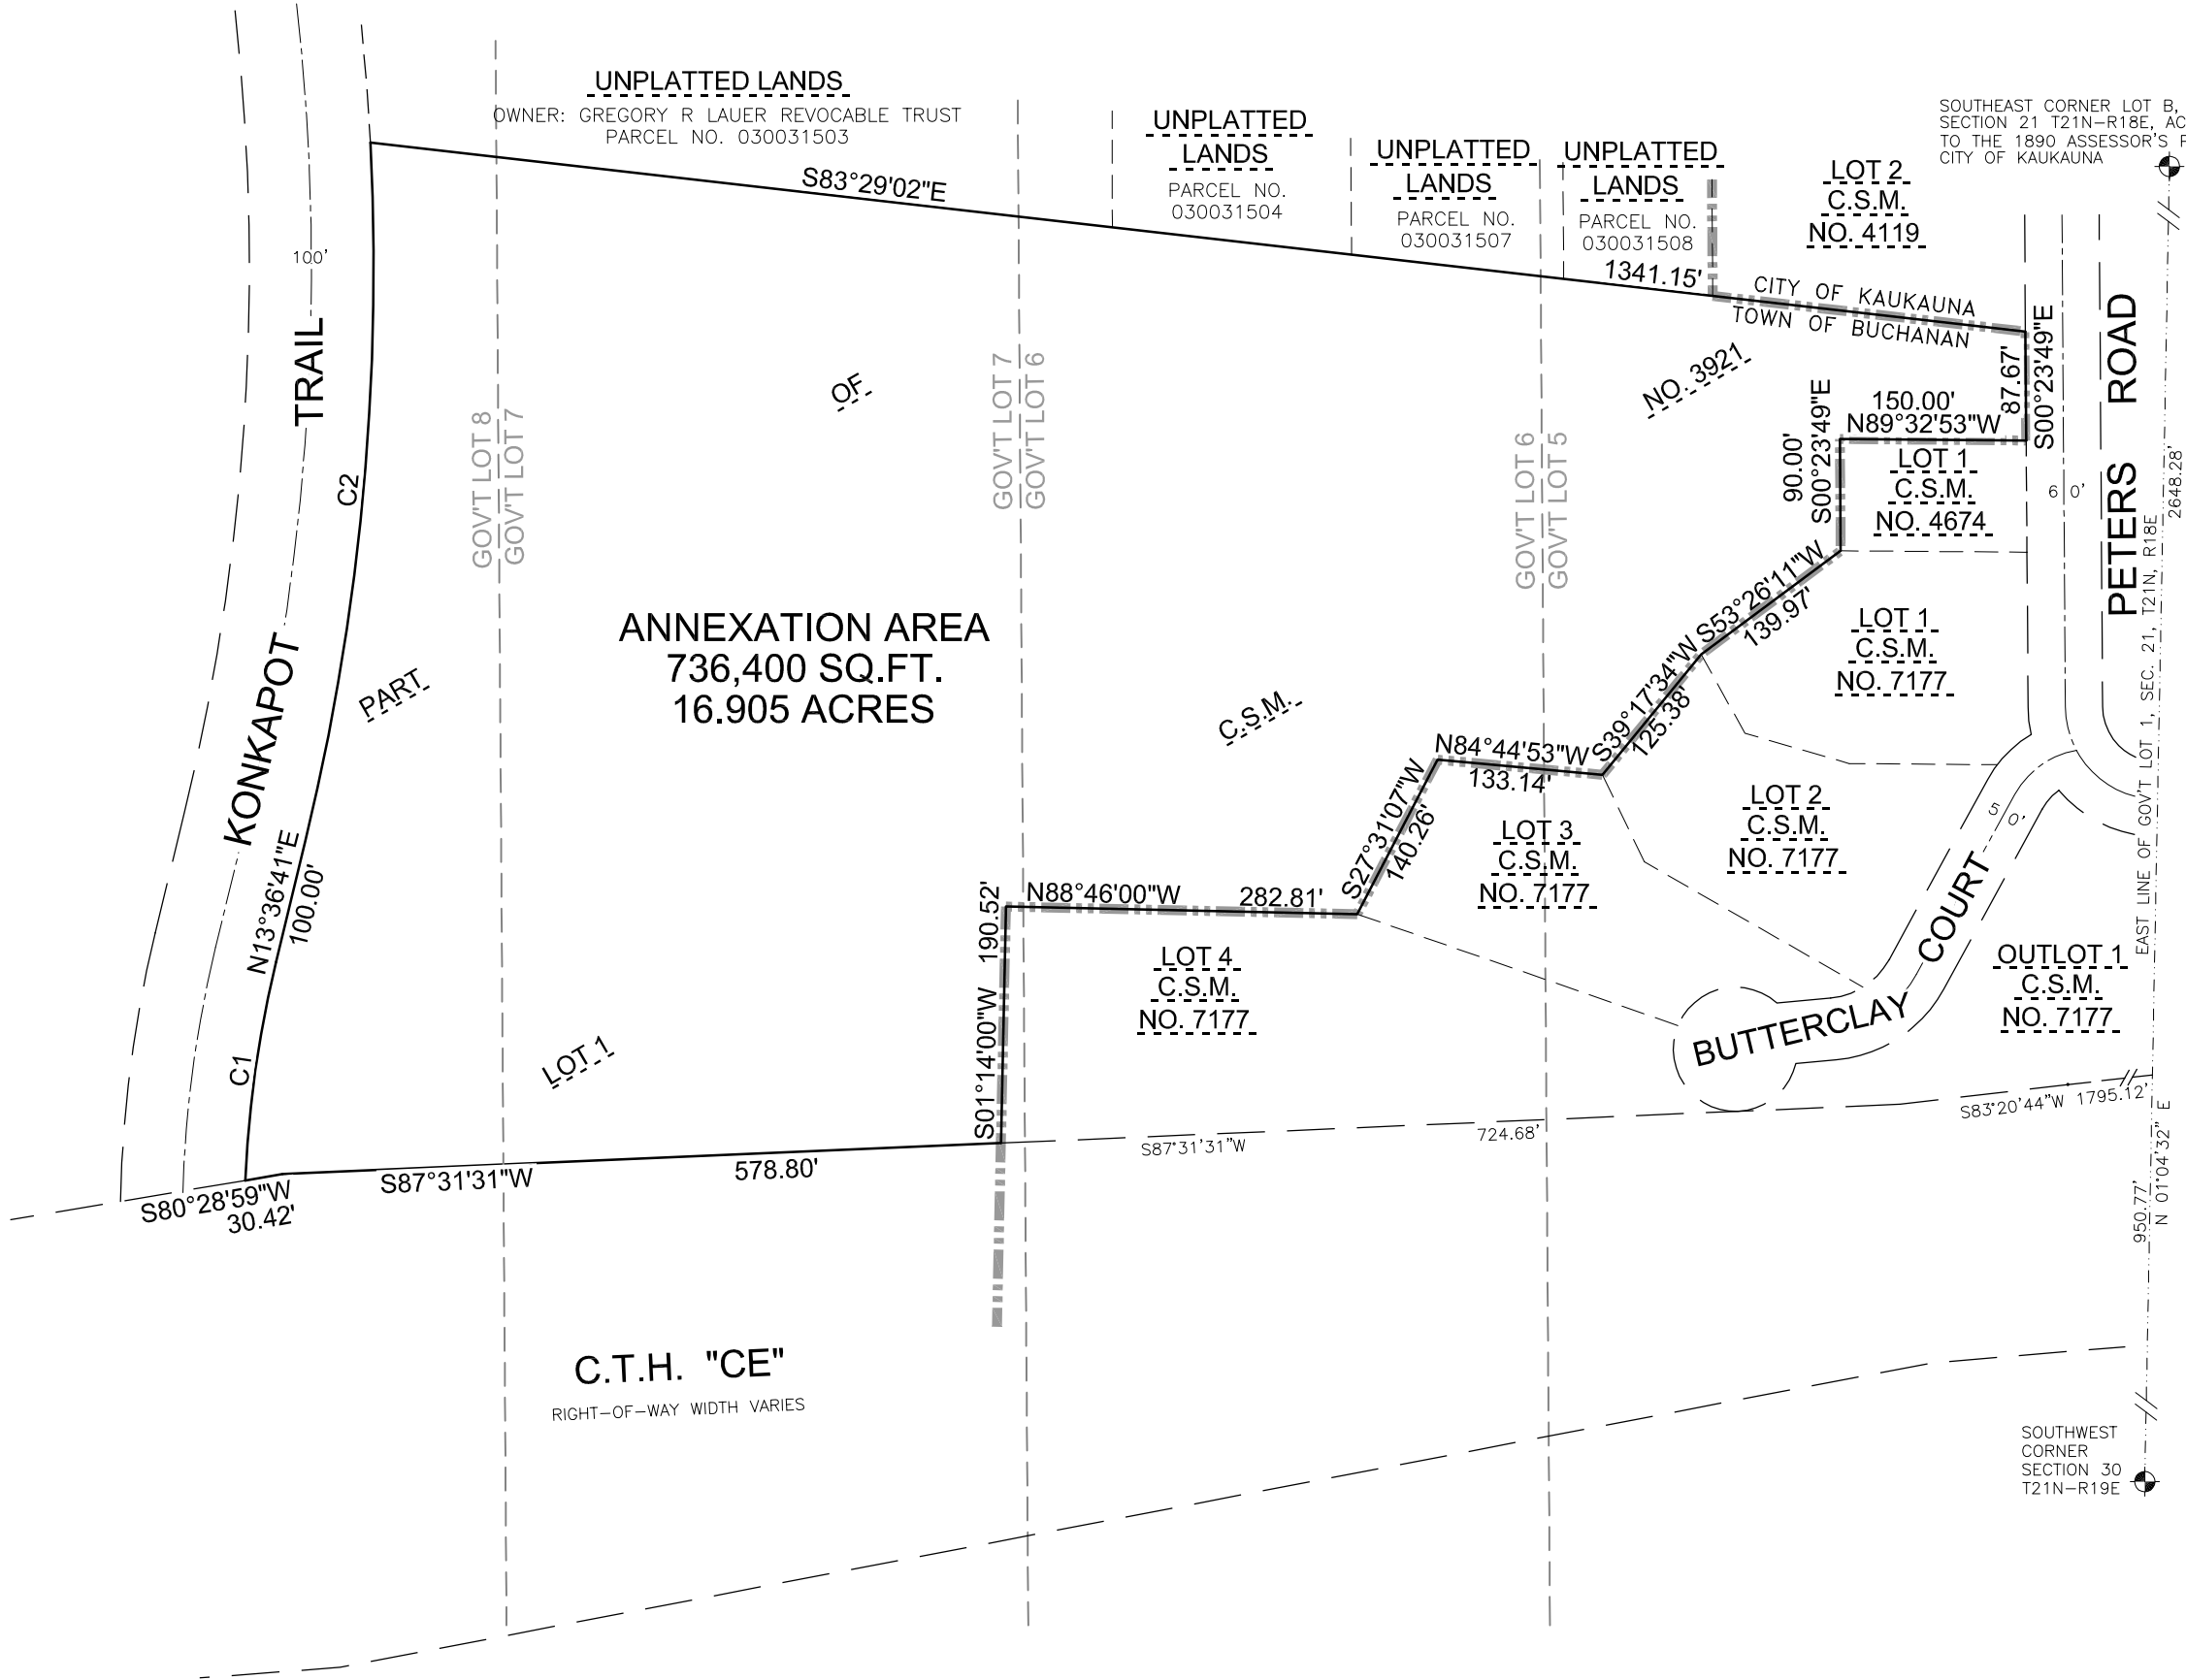 UNPLATTED LANDS
OWNER: GREGORY R LAUER REVOCABLE TRUST
PARCEL NO. 030031503
UNPLATTED
LANDS
PARCEL NO.
030031504
UNPLATTED
LANDS
PARCEL NO.
030031507
UNPLATTED
LANDS
PARCEL NO.
030031508
LOT 2
C.S.M.
NO. 4119
SOUTHEAST CORNER LOT B,
SECTION 21 T21N-R18E,
TO THE 1890 ASSESSOR'S
CITY OF KAUKAUNA
S83°29'02"E
1341.15'
CITY OF KAUKAUNA
TOWN OF BUCHANAN
100'
KONKAPOT TRAIL
C2
GOV'T LOT 8
GOV'T LOT 7
OF
GOV'T LOT 7
GOV'T LOT 6
NO. 3921
GOV'T LOT 6
GOV'T LOT 5
87.67'
S00°23'49"E
150.00'
N89°32'53"W
90.00'
S00°23'49"E
LOT 1
C.S.M.
NO. 4674
60'
PETERS ROAD
2648.28'
EAST LINE OF GOV'T LOT 1, SEC. 21, T21N, R18E
S53°26'11"W
139.97'
ANNEXATION AREA
736,400 SQ.FT.
16.905 ACRES
PART
C.S.M.
LOT 1
C.S.M.
NO. 7177
S39°17'34"W
125.38'
N84°44'53"W
133.14'
S27°31'07"W
140.26'
LOT 2
C.S.M.
NO. 7177
LOT 3
C.S.M.
NO. 7177
50'
N13°36'41"E
100.00'
N88°46'00"W 282.81'
S01°14'00"W 190.52'
LOT 4
C.S.M.
NO. 7177
BUTTERCLAY COURT
OUTLOT 1
C.S.M.
NO. 7177
C1
LOT 1
S83°20'44"W 1795.12'
S87°31'31"W 724.68'
S87°31'31"W 578.80'
S80°28'59"W
30.42'
950.77'
N 01°04'32" E
C.T.H. "CE"
RIGHT-OF-WAY WIDTH VARIES
SOUTHWEST
CORNER
SECTION 30
T21N-R19E